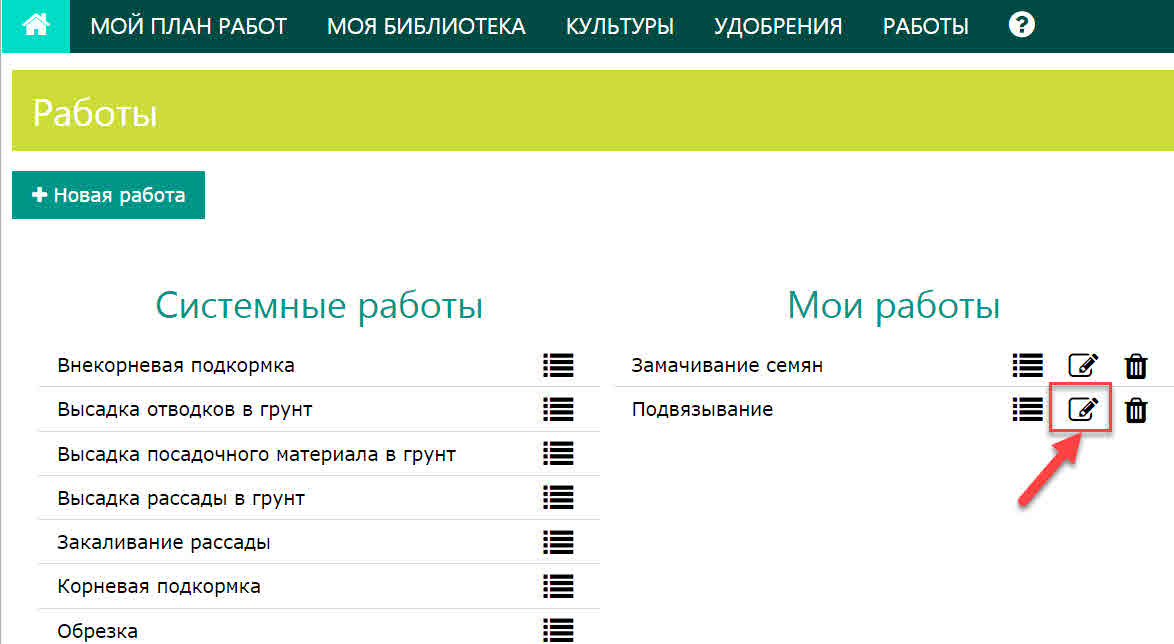 МОЙ ПЛАН РАБОТ МОЯ БИБЛИОТЕКА КУЛЬТУРЫ УДОБРЕНИЯ РАБОТЫ ?
Работы
+ Новая работа
Системные работы
Внекорневая подкормка
Высадка отводков в грунт
Высадка посадочного материала в грунт
Высадка рассады в грунт
Закаливание рассады
Корневая подкормка
Обрезка
Мои работы
Замачивание семян
Подвязывание